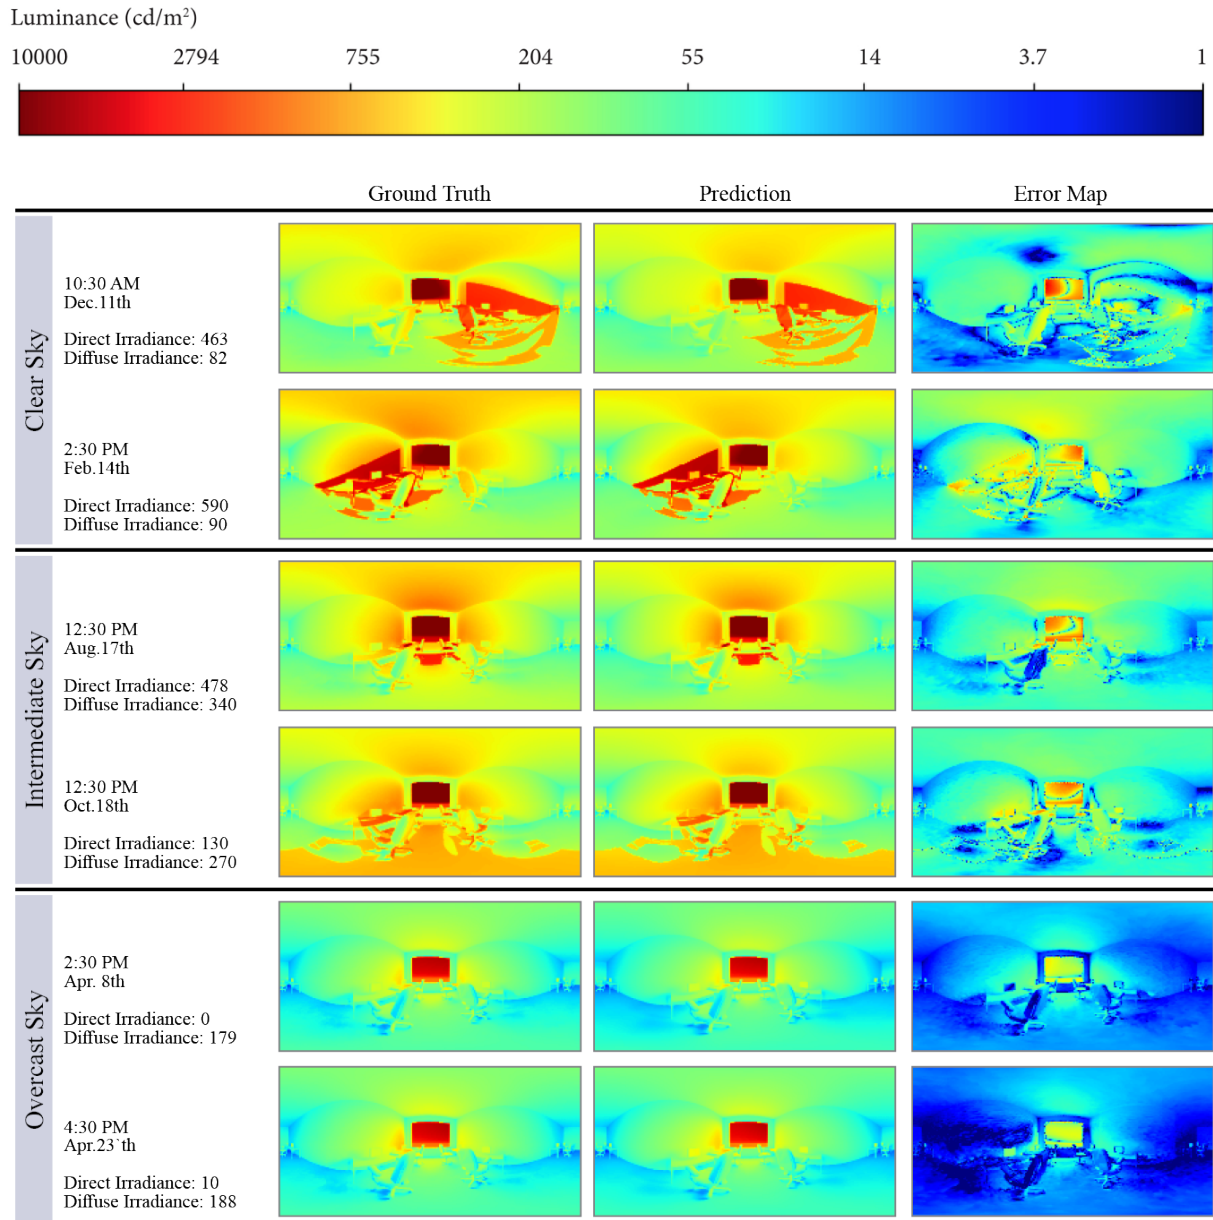 Luminance (cd/m²)
10000 2794 755 204 55 14 3.7 1
Ground Truth Prediction Error Map
Clear Sky
10:30 AM
Dec.11th
Direct Irradiance: 463
Diffuse Irradiance: 82
2:30 PM
Feb.14th
Direct Irradiance: 590
Diffuse Irradiance: 90
Intermediate Sky
12:30 PM
Aug.17th
Direct Irradiance: 478
Diffuse Irradiance: 340
12:30 PM
Oct.18th
Direct Irradiance: 130
Diffuse Irradiance: 270
Overcast Sky
2:30 PM
Apr. 8th
Direct Irradiance: 0
Diffuse Irradiance: 179
4:30 PM
Apr.23`th
Direct Irradiance: 10
Diffuse Irradiance: 188